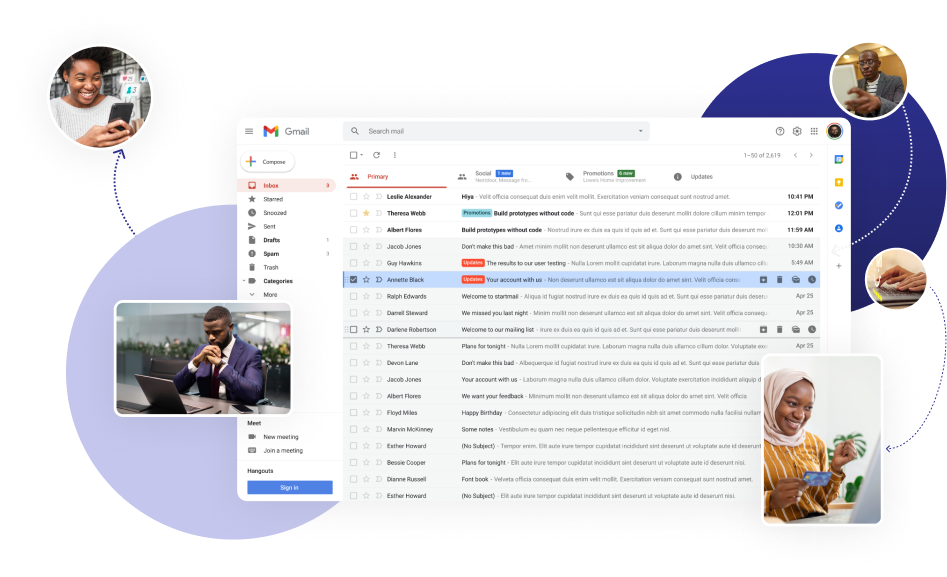 Gmail
Search mail
Compose
1–50 of 2,619
Primary
Social 1 new
Promotions 6 new
Lowe's Home Improvement
Updates
Inbox 3
Starred
Snoozed
Sent
Drafts 1
Spam 3
Trash
Categories
More
Leslie Alexander Hiya - Velit officia consequat duis enim velit mollit. Exercitation veniam consequat sunt nostrud amet. 10:41 PM
Theresa Webb Promotions Build prototypes without code - Sunt qui esse pariatur duis deserunt mollit dolore cillum minim tempor 12:01 PM
Albert Flores Build prototypes without code - Nostrud irure ex duis ea quis id quis ad et. Sunt qui esse pariatur duis deserunt mol 11:59 AM
Jacob Jones Don't make this bad - Amet minim mollit non deserunt ullamco est sit aliqua dolor do amet sint. Velit officia consequ 10:30 AM
Guy Hawkins Updates The results to our user testing - Nulla Lorem mollit cupidatat irure. Laborum magna nulla duis ullamco cill 5:49 AM
Annette Black Updates Your account with us - Non deserunt ullamco est sit aliqua dolor do amet sint. Velit officia cons
Ralph Edwards Welcome to startmail - Aliqua id fugiat nostrud irure ex duis ea quis id quis ad et. Sunt qui esse pariatur duis deseru Apr 25
Darrell Steward We missed you last night - Minim mollit non deserunt ullamco est sit aliqua dolor do amet sint. Velit officia consequ Apr 25
Darlene Robertson Welcome to our mailing list - Irure ex duis ea quis id quis ad et. Sunt qui esse pariatur duis deserunt moll
Theresa Webb Plans for tonight - Nulla Lorem mollit cupidatat irure. Laborum magna nulla duis ullamco cillum dolor. Voluptate exe Apr 25
Devon Lane Don't make this bad - Albequeorque id fugiat nostrud irure ex duis ea quis id quis ad et. Sunt qui esse pariatur duis
Jacob Jones Your account with us - Laborum magna nulla duis ullamco cillum dolor. Voluptate exercitation incididunt aliquip d
Albert Flores We want your feedback - Minimum mollit non deserunt ullamco est sit aliqua dolor do amet sint. Velit officia
Floyd Miles Happy Birthday - Consectetur adipiscing elit duis tristique sollicitudin nibh sit amet commodo nulla facilisi nullam
Marvin McKinney Some notes - Vestibulum eu quam nec neque pellentesque efficitur id eget nisl.
Esther Howard (No Subject) - Tempor enim. Elit aute irure tempor cupidatat incididunt sint deserunt ut voluptate aute id deserunt
Bessie Cooper Plans for tonight - Elit aute irure tempor cupidatat incididunt sint deserunt ut voluptate aute id deserunt nisi.
Dianne Russell Font book - Velveta officia consequat duis enim velit mollit. Exercitation veniam consequat sunt nostrud amet.
Esther Howard (No Subject) - Elit aute irure tempor cupidatat incididunt sint deserunt ut voluptate aute id deserunt nisi.
Meet
New meeting
Join a meeting
Hangouts
Sign in